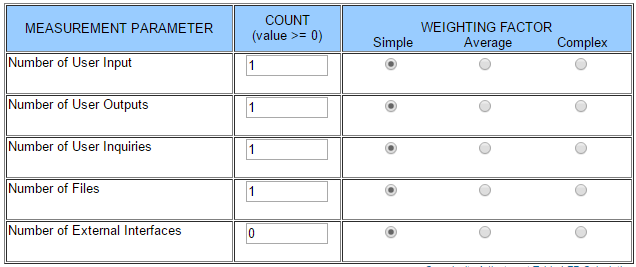 MEASUREMENT PARAMETER
COUNT
(value >= 0)
WEIGHTING FACTOR
Simple Average Complex
Number of User Input 1
Number of User Outputs 1
Number of User Inquiries 1
Number of Files 1
Number of External Interfaces 0